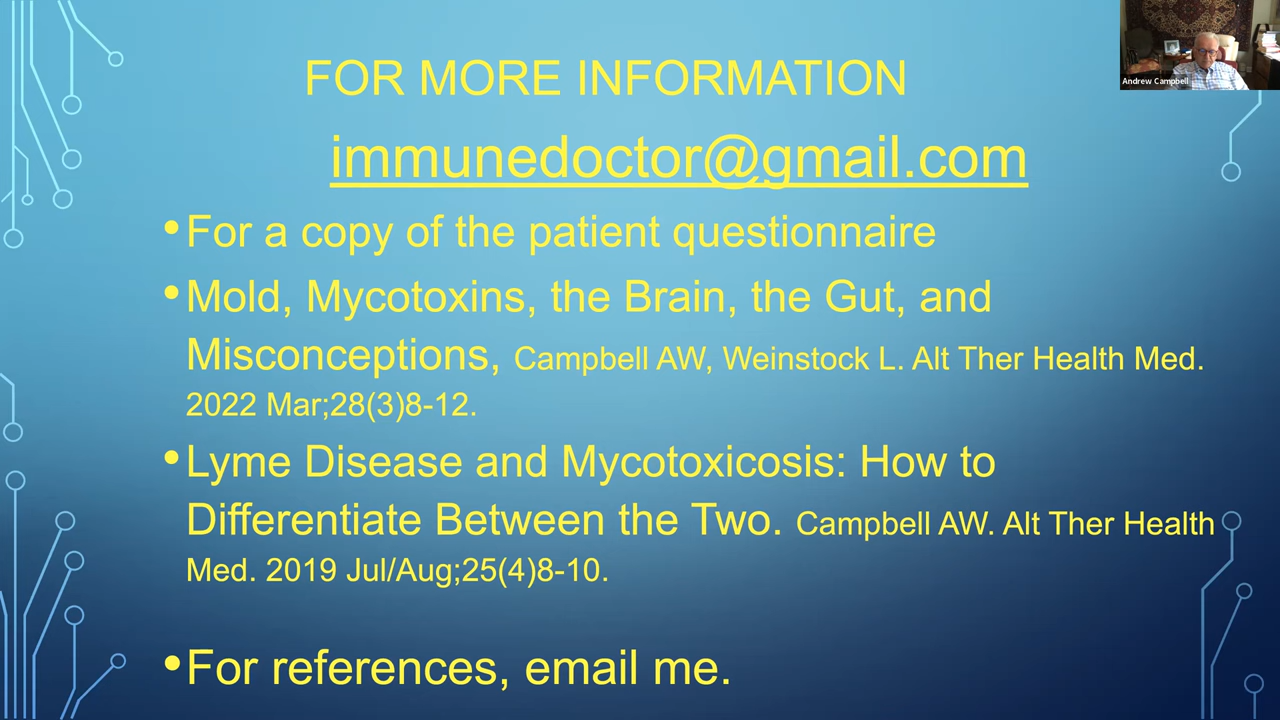 Andrew Campbell
FOR MORE INFORMATION
immunedoctor@gmail.com
•For a copy of the patient questionnaire
•Mold, Mycotoxins, the Brain, the Gut, and
Misconceptions, Campbell AW, Weinstock L. Alt Ther Health Med.
2022 Mar;28(3)8-12.
•Lyme Disease and Mycotoxicosis: How to
Differentiate Between the Two. Campbell AW. Alt Ther Health
Med. 2019 Jul/Aug;25(4)8-10.
•For references, email me.